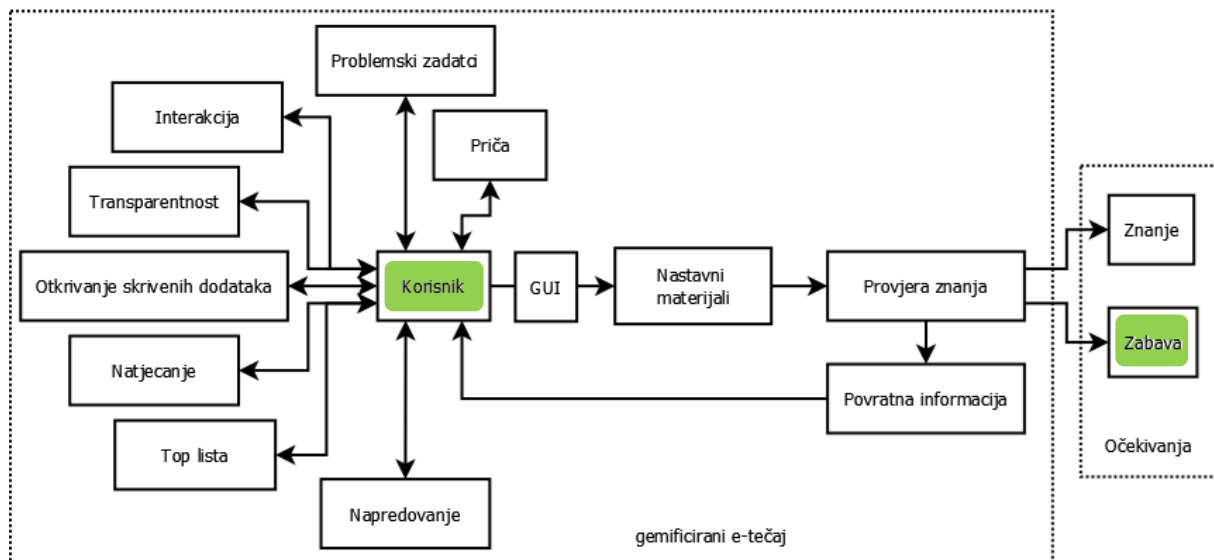 Problemski zadatci
Interakcija
Priča
Transparentnost
Otkrivanje skrivenih dodataka
Korisnik
GUI
Nastavni
materijali
Provjera znanja
Znanje
Zabava
Natjecanje
Povratna informacija
Očekivanja
Top lista
Napredovanje
gemificirani e-tečaj